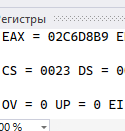 егистры
EAX = 02C6D8B9 E
CS = 0023 DS = 00
OV = 0 UP = 0 EI
00 %